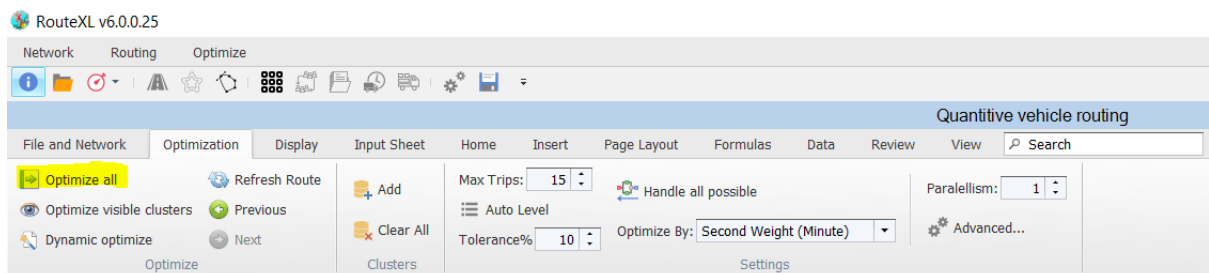 RouteXL v6.0.0.25
Network Routing Optimize
Quantitive vehicle routing
File and Network Optimization Display Input Sheet Home Insert Page Layout Formulas Data Review View Search
Optimize all Refresh Route Add Max Trips: 15 Handle all possible Paralellism: 1
Optimize visible clusters Previous Auto Level
Dynamic optimize Next Clear All Tolerance% 10 Optimize By: Second Weight (Minute) Advanced...
Optimize Clusters Settings